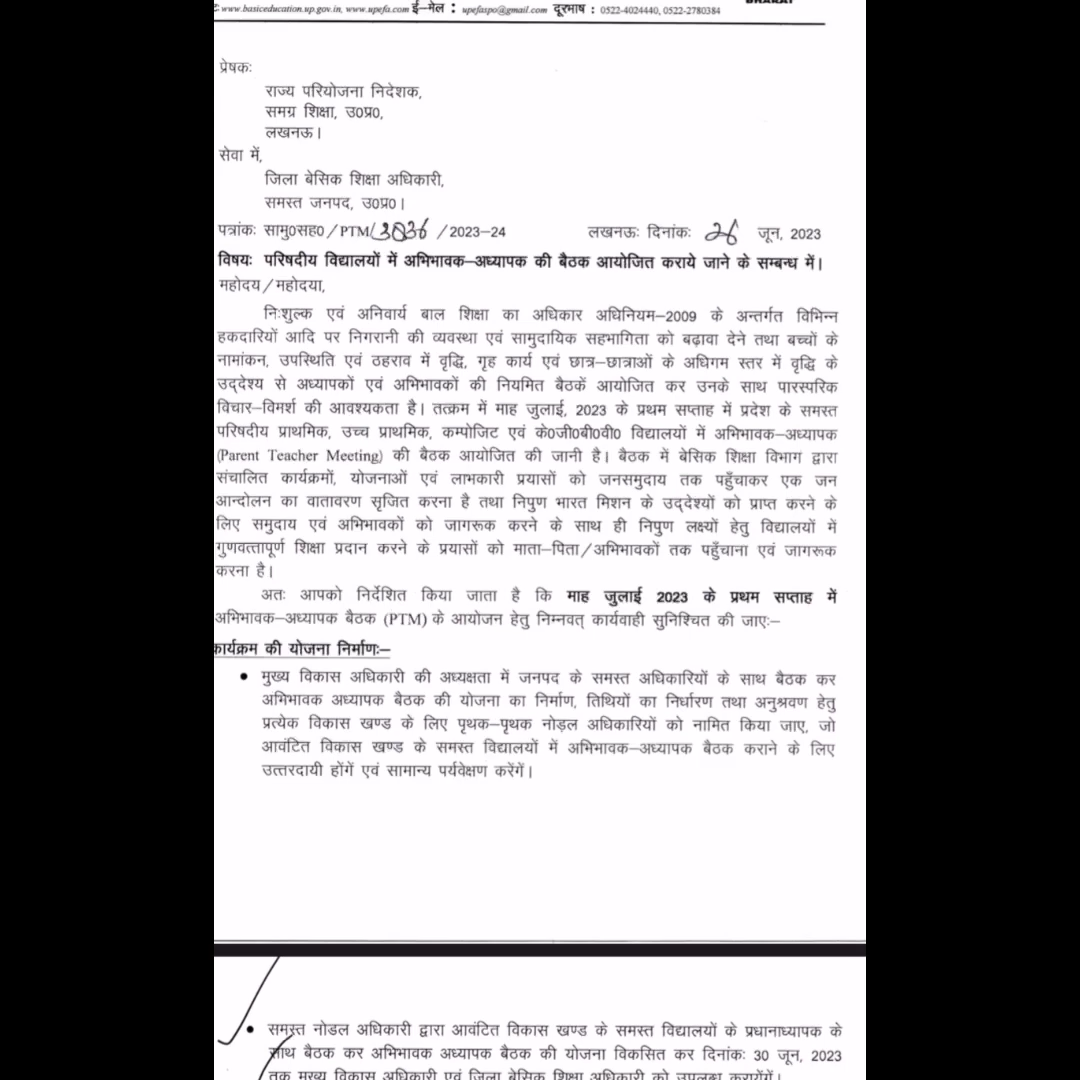 www.basiceducation.up.gov.in, www.upefa.com ई–मेल : upefaspo@gmail.com दूरभाष : 0522-4024440, 0522-2780384
प्रेषकः
राज्य परियोजना निदेशक,
समग्र शिक्षा, उ0प्र0,
लखनऊ।
सेवा में,
जिला बेसिक शिक्षा अधिकारी,
समस्त जनपद, उ0प्र0।
पत्रांकः सामु0सह0/PTM/3036/2023–24 लखनऊः दिनांकः 26 जून, 2023
विषयः परिषदीय विद्यालयों में अभिभावक–अध्यापक की बैठक आयोजित कराये जाने के सम्बन्ध में।
महोदय/महोदया,
निःशुल्क एवं अनिवार्य बाल शिक्षा का अधिकार अधिनियम–2009 के अन्तर्गत विभिन्न
हकदारियों आदि पर निगरानी की व्यवस्था एवं सामुदायिक सहभागिता को बढ़ावा देने तथा बच्चों के
नामांकन, उपस्थिति एवं ठहराव में वृद्धि, गृह कार्य एवं छात्र–छात्राओं के अधिगम स्तर में वृद्धि के
उद्देश्य से अध्यापकों एवं अभिभावकों की नियमित बैठकें आयोजित कर उनके साथ पारस्परिक
विचार–विमर्श की आवश्यकता है। तत्क्रम में माह जुलाई, 2023 के प्रथम सप्ताह में प्रदेश के समस्त
परिषदीय प्राथमिक, उच्च प्राथमिक, कम्पोजिट एवं के0जी0बी0वी0 विद्यालयों में अभिभावक–अध्यापक
(Parent Teacher Meeting) की बैठक आयोजित की जानी है। बैठक में बेसिक शिक्षा विभाग द्वारा
संचालित कार्यक्रमों, योजनाओं एवं लाभकारी प्रयासों को जनसमुदाय तक पहुँचाकर एक जन
आन्दोलन का वातावरण सृजित करना है तथा निपुण भारत मिशन के उद्देश्यों को प्राप्त करने के
लिए समुदाय एवं अभिभावकों को जागरूक करने के साथ ही निपुण लक्ष्यों हेतु विद्यालयों में
गुणवत्तापूर्ण शिक्षा प्रदान करने के प्रयासों को माता–पिता/अभिभावकों तक पहुँचाना एवं जागरूक
करना है।
अतः आपको निर्देशित किया जाता है कि माह जुलाई 2023 के प्रथम सप्ताह में
अभिभावक–अध्यापक बैठक (PTM) के आयोजन हेतु निम्नवत् कार्यवाही सुनिश्चित की जाएः–
कार्यक्रम की योजना निर्माणः–
• मुख्य विकास अधिकारी की अध्यक्षता में जनपद के समस्त अधिकारियों के साथ बैठक कर
अभिभावक अध्यापक बैठक की योजना का निर्माण, तिथियों का निर्धारण तथा अनुश्रवण हेतु
प्रत्येक विकास खण्ड के लिए पृथक–पृथक नोड़ल अधिकारियों को नामित किया जाए, जो
आवंटित विकास खण्ड के समस्त विद्यालयों में अभिभावक–अध्यापक बैठक कराने के लिए
उत्तरदायी होंगें एवं सामान्य पर्यवेक्षण करेंगें।
• समस्त नोडल अधिकारी द्वारा आवंटित विकास खण्ड के समस्त विद्यालयों के प्रधानाध्यापक के
साथ बैठक कर अभिभावक अध्यापक बैठक की योजना विकसित कर दिनांकः 30 जून, 2023
तक मुख्य विकास अधिकारी एवं जिला बेसिक शिक्षा अधिकारी को उपलब्ध करायेंगें।